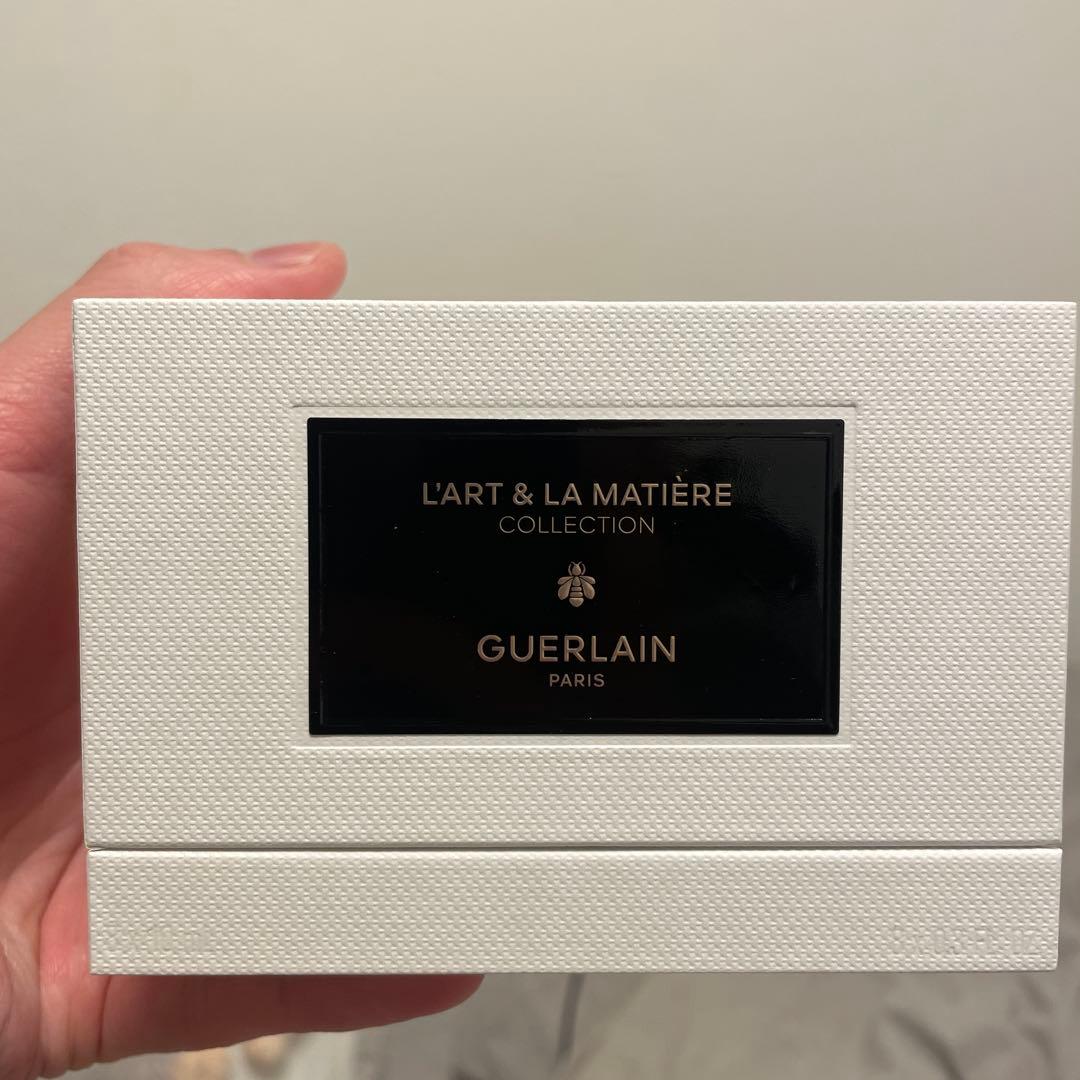 L'ART & LA MATIÈRE
COLLECTION
GUERLAIN
PARIS